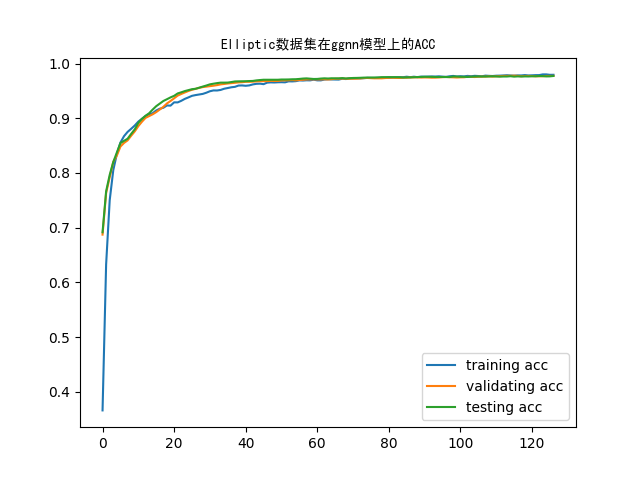 Elliptic数据集在ggnn模型上的ACC
1.0
0.9
0.8
0.7
0.6
0.5
0.4
training acc
validating acc
testing acc
0 20 40 60 80 100 120